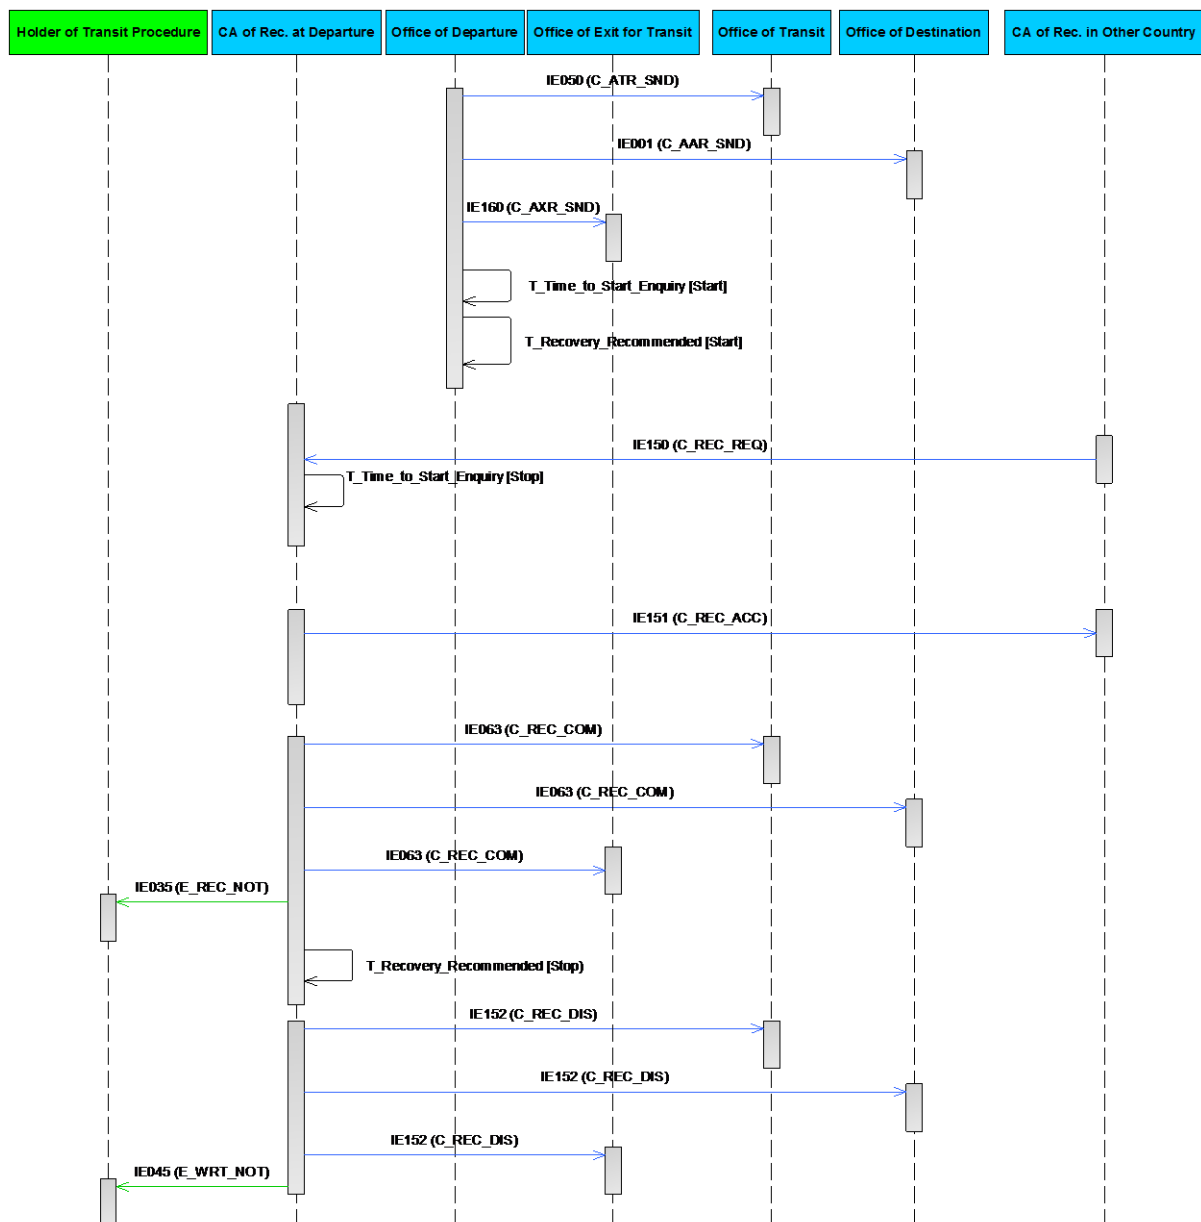 Holder of Transit Procedure
CA of Rec. at Departure
Office of Departure
Office of Exit for Transit
Office of Transit
Office of Destination
CA of Rec. in Other Country
IE050 (C_ATR_SND)
IE001 (C_AAR_SND)
IE160 (C_AXR_SND)
T_Time_to_Start_Enquiry [Start]
T_Recovery_Recommended [Start]
IE150 (C_REC_REQ)
T_Time_to_Start_Enquiry [Stop]
IE151 (C_REC_ACC)
IE063 (C_REC_COM)
IE063 (C_REC_COM)
IE063 (C_REC_COM)
IE035 (E_REC_NOT)
T_Recovery_Recommended [Stop)
IE152 (C_REC_DIS)
IE152 (C_REC_DIS)
IE152 (C_REC_DIS)
IE045 (E_WRT_NOT)